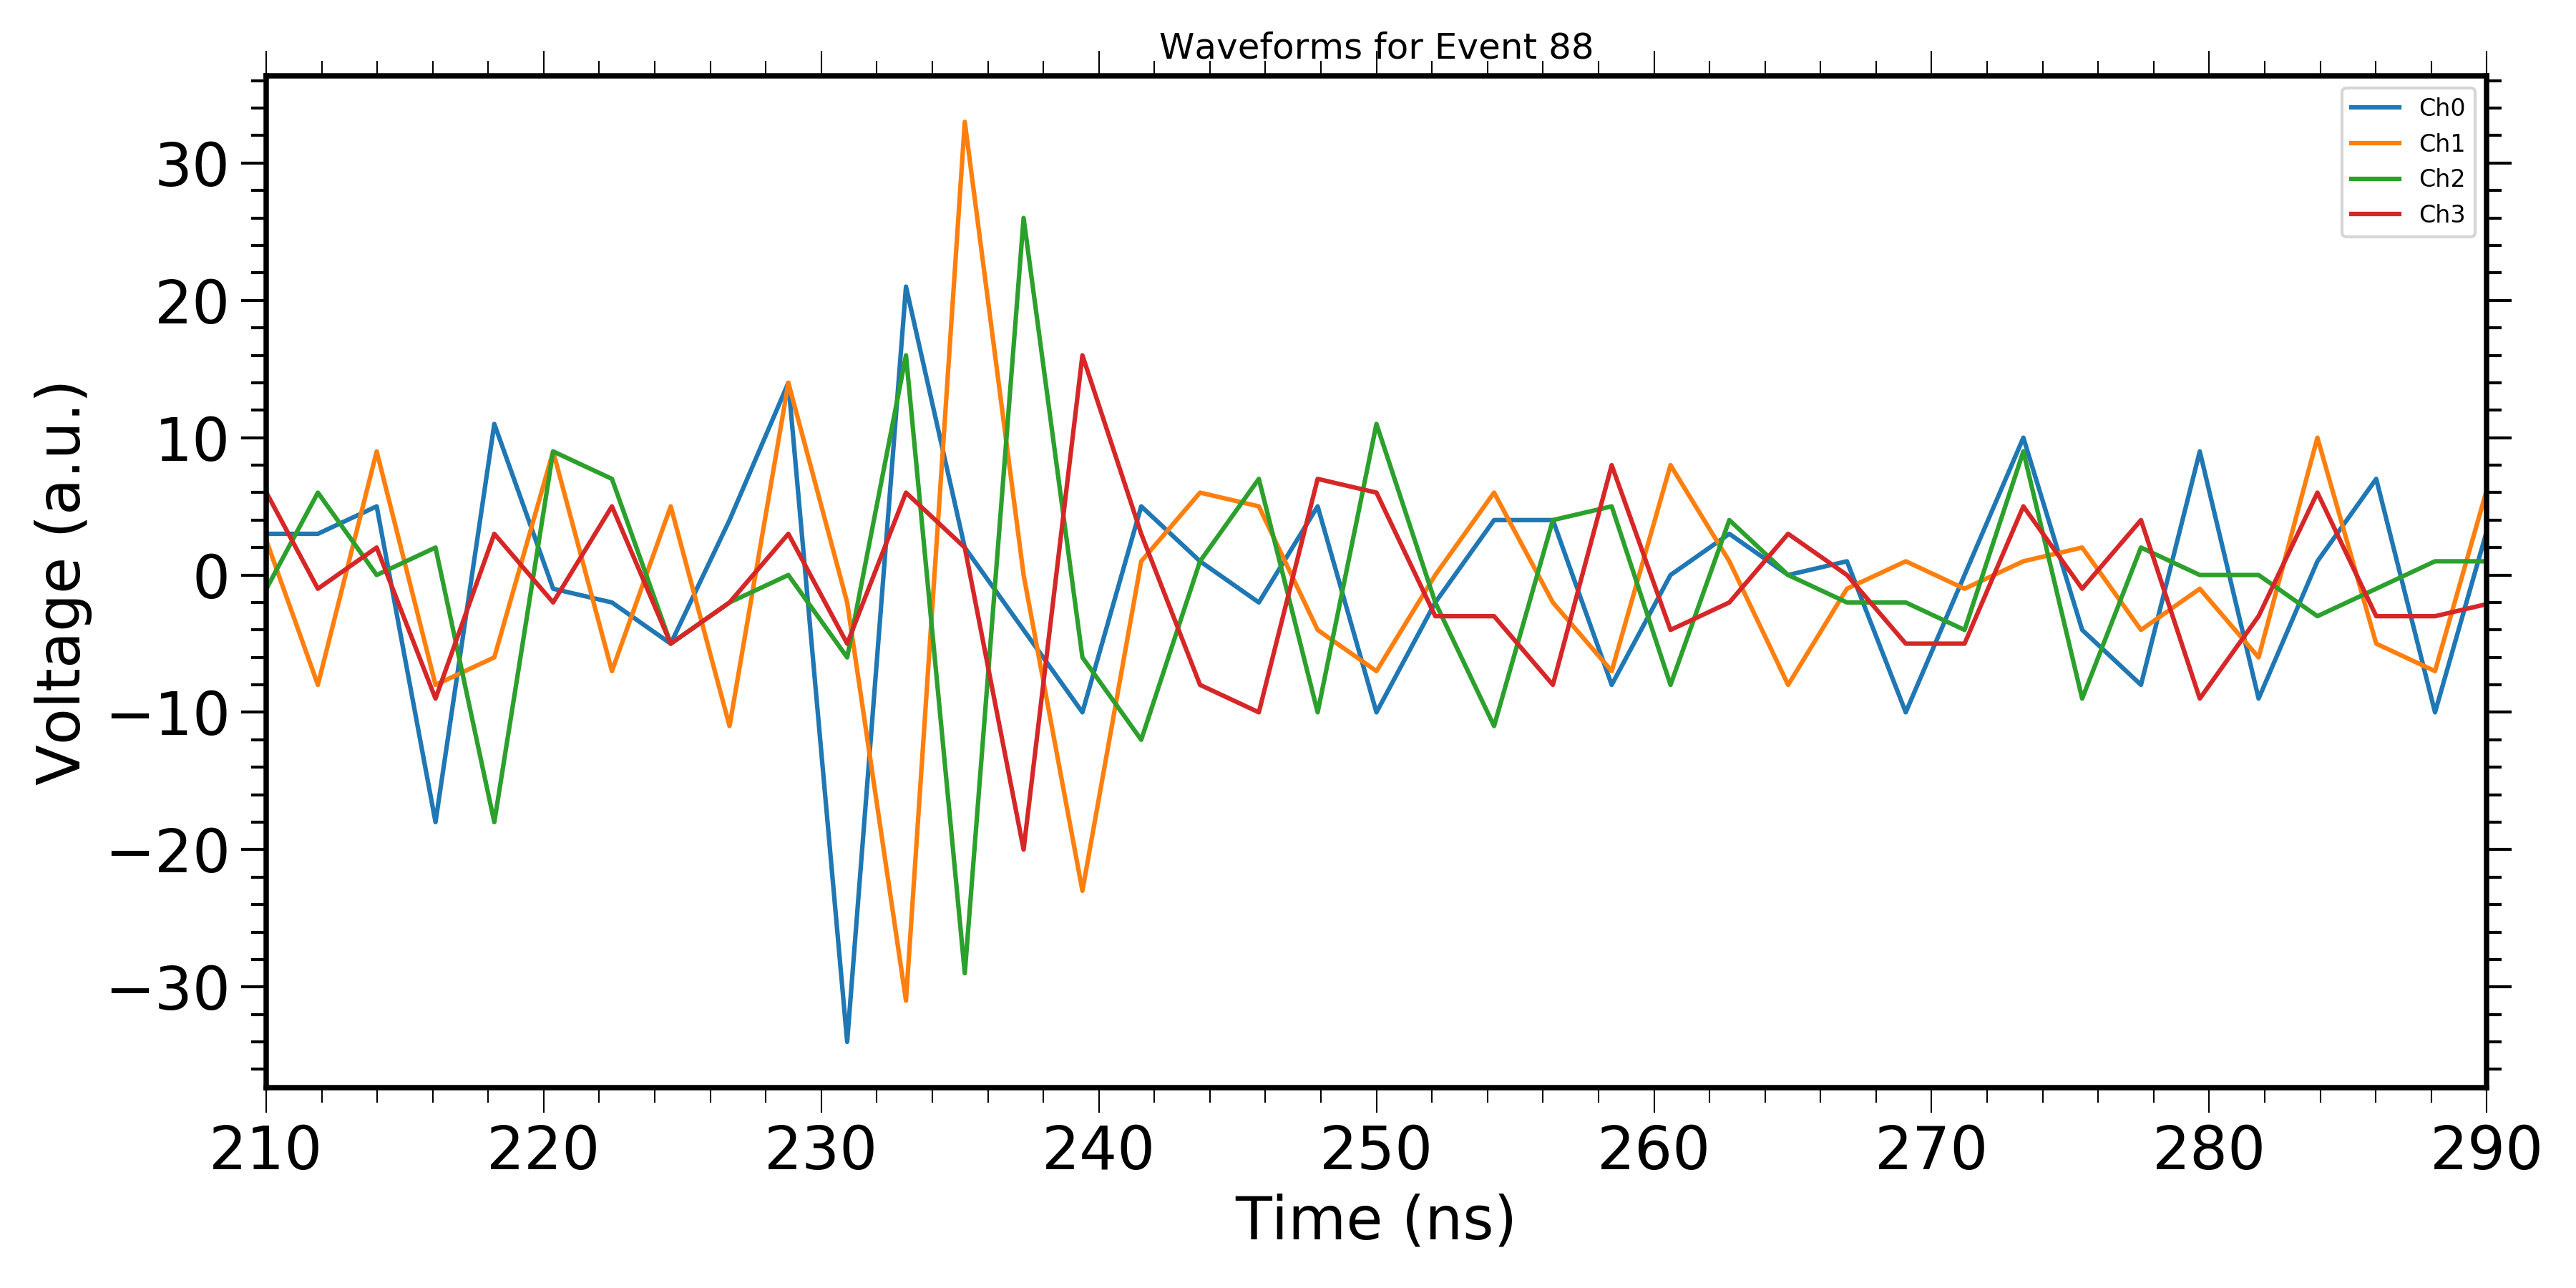 Waveforms for Event 88
Ch0
Ch1
Ch2
Ch3
30
20
10
0
−10
−20
−30
Voltage (a.u.)
210 220 230 240 250 260 270 280 290
Time (ns)